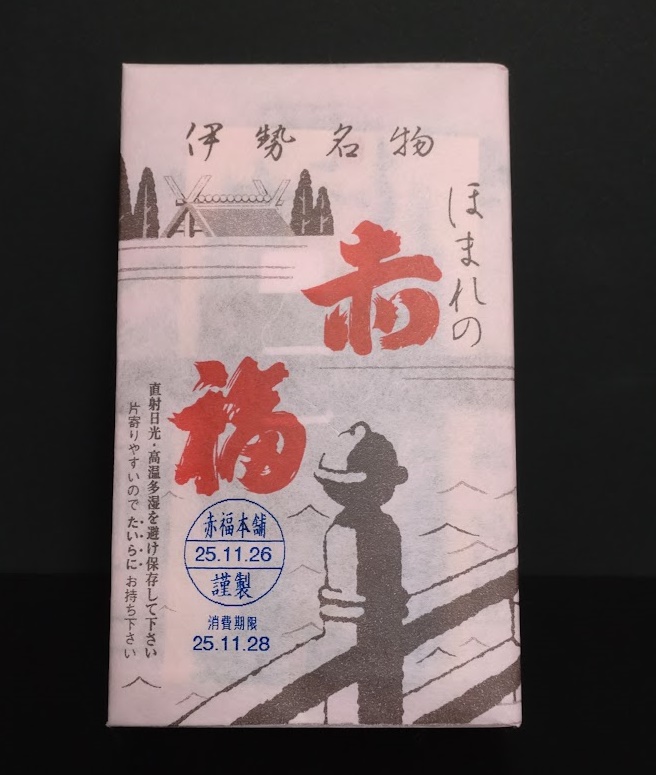 伊勢名物
ほまれの
赤福
直射日光・高温多湿を避け保存して下さい
片寄りやすいので たいらに お持ち下さい
赤福本舗
25.11.26
謹製
消費期限
25.11.28